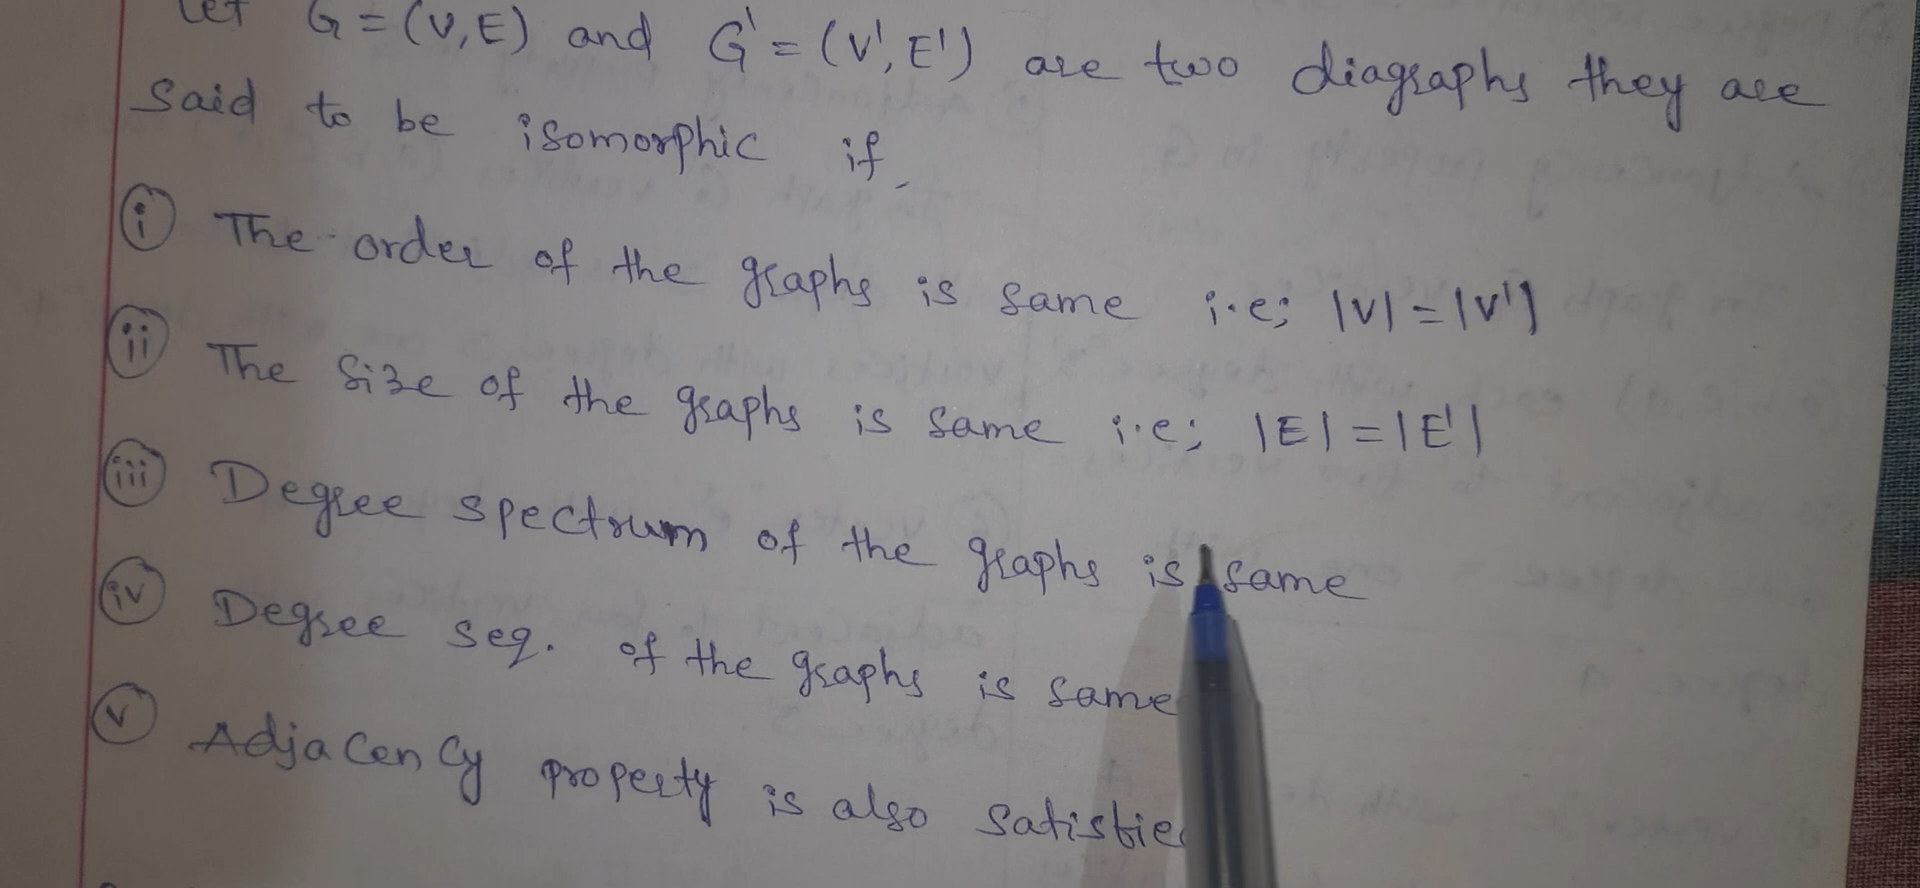 Let G = (V, E) and G' = (V', E') are two diagraphs they are
said to be isomorphic if,
(i) The order of the graphs is same i.e; |V| = |V'|
(ii) The size of the graphs is same i.e; |E| = |E'|
(iii) Degree spectrum of the graphs is same
(iv) Degree seq. of the graphs is same
(v) Adjacency property is also satisfied